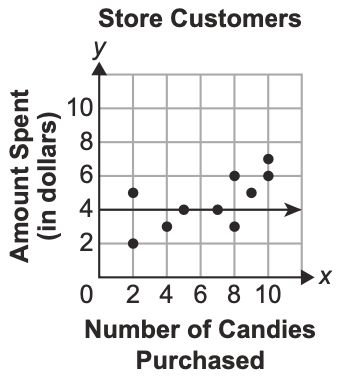 Store Customers
y
Amount Spent
(in dollars)
10
8
6
4
2
0 2 4 6 8 10
x
Number of Candies
Purchased